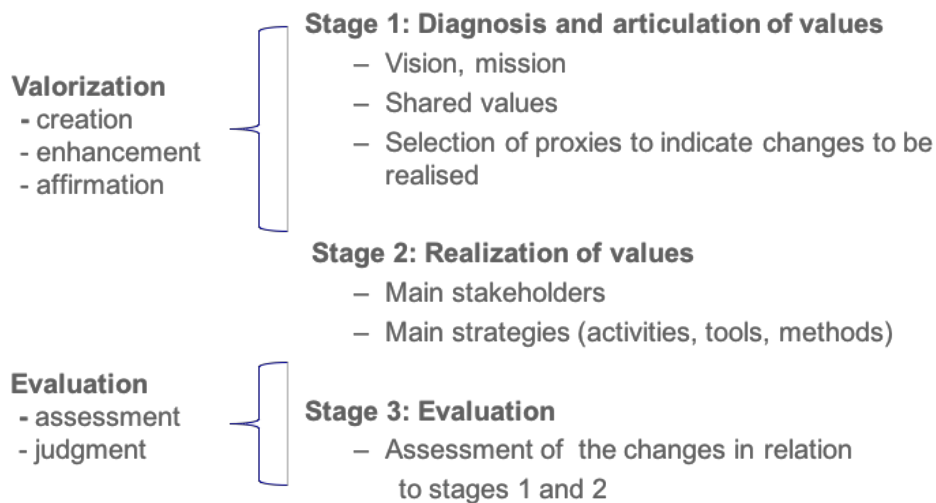 Valorization
- creation
- enhancement
- affirmation
Stage 1: Diagnosis and articulation of values
– Vision, mission
– Shared values
– Selection of proxies to indicate changes to be
realised
Stage 2: Realization of values
– Main stakeholders
– Main strategies (activities, tools, methods)
Evaluation
- assessment
- judgment
Stage 3: Evaluation
– Assessment of the changes in relation
to stages 1 and 2